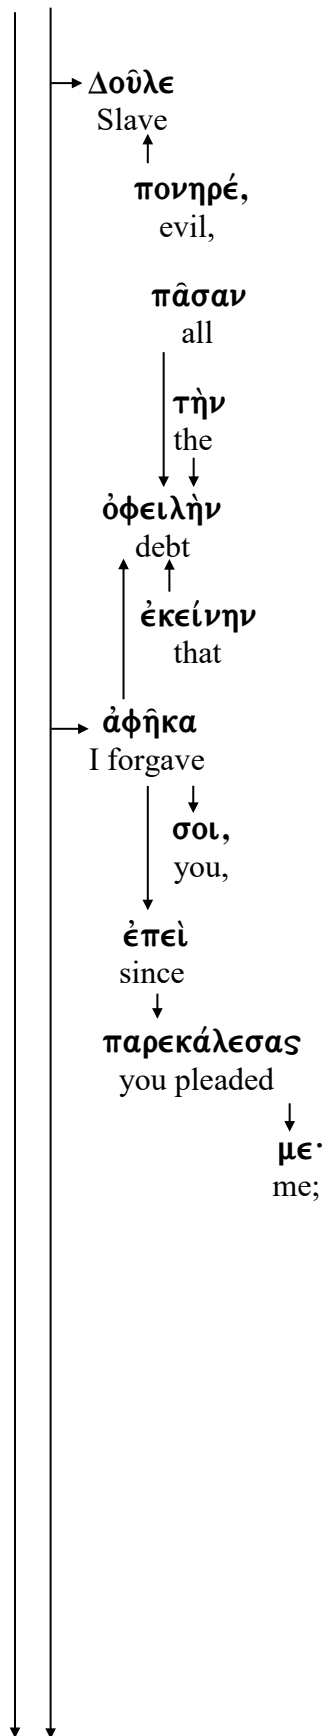 Δοῦλε
Slave
πονηρέ,
evil,
πᾶσαν
all
τὴν
the
ὀφειλὴν
debt
ἐκείνην
that
ἀφῆκα
I forgave
σοι,
you,
ἐπεὶ
since
παρεκάλεσας
you pleaded
με·
me;